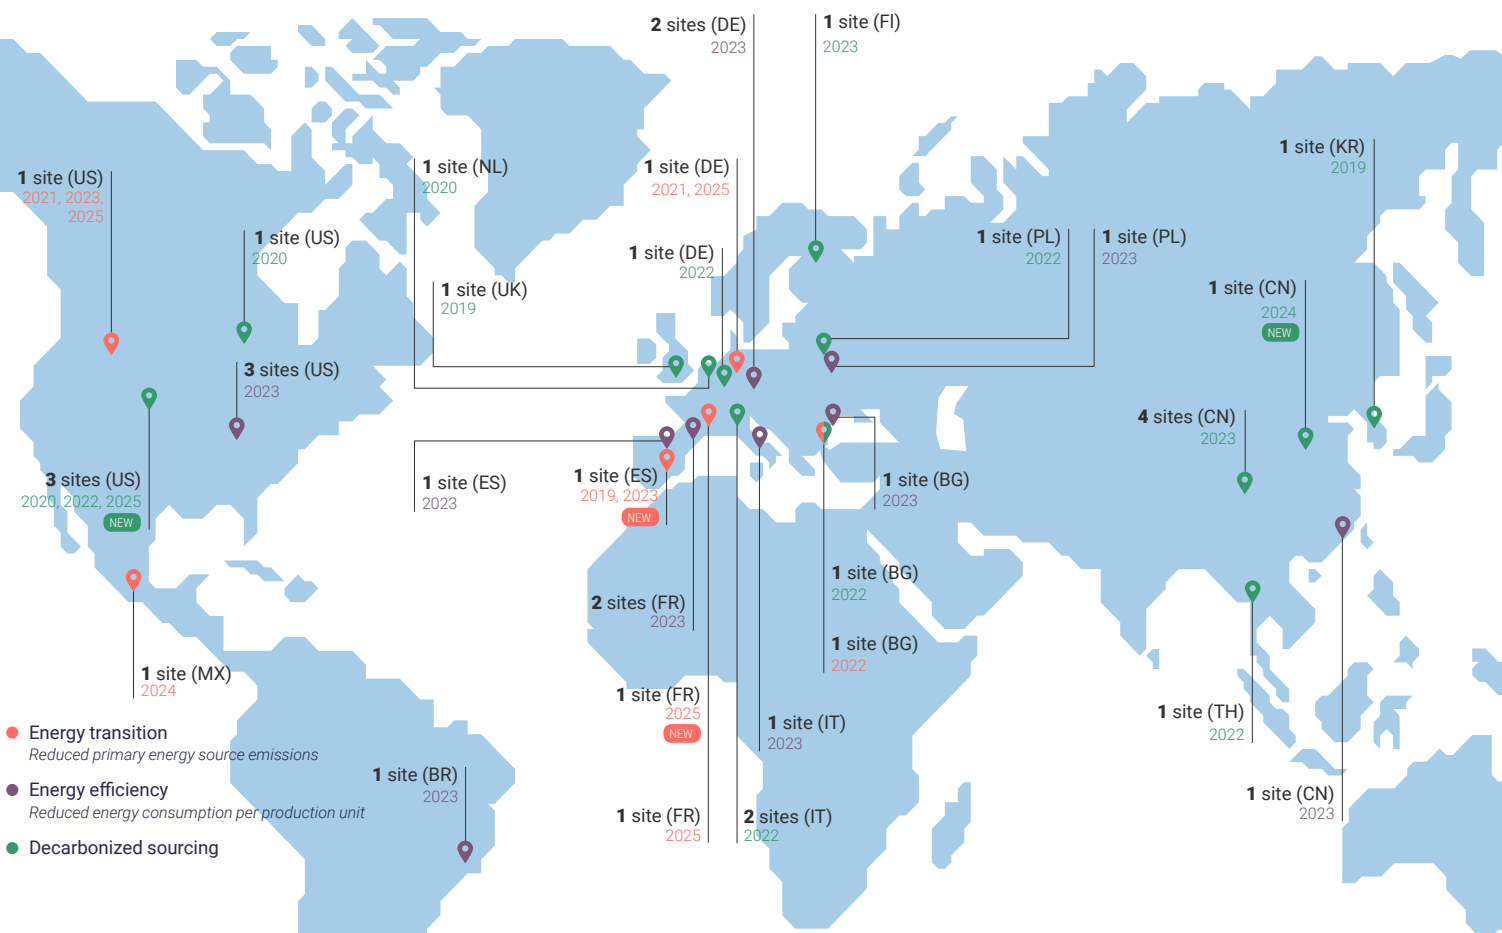 2 sites (DE)
2023
1 site (FI)
2023
1 site (KR)
2019
1 site (NL)
2020
1 site (DE)
2021, 2025
1 site (US)
2021, 2023,
2025
1 site (US)
2020
1 site (DE)
2022
1 site (PL)
2022
1 site (PL)
2023
1 site (UK)
2019
1 site (CN)
2024
NEW
3 sites (US)
2023
4 sites (CN)
2023
3 sites (US)
2020, 2022, 2025
NEW
1 site (ES)
2023
1 site (ES)
2019, 2023
NEW
1 site (BG)
2023
1 site (BG)
2022
2 sites (FR)
2023
1 site (BG)
2022
1 site (MX)
2024
1 site (FR)
2025
NEW
1 site (IT)
2023
1 site (TH)
2022
Energy transition
Reduced primary energy source emissions
1 site (BR)
2023
Energy efficiency
Reduced energy consumption per production unit
1 site (CN)
2023
1 site (FR)
2025
2 sites (IT)
2022
Decarbonized sourcing